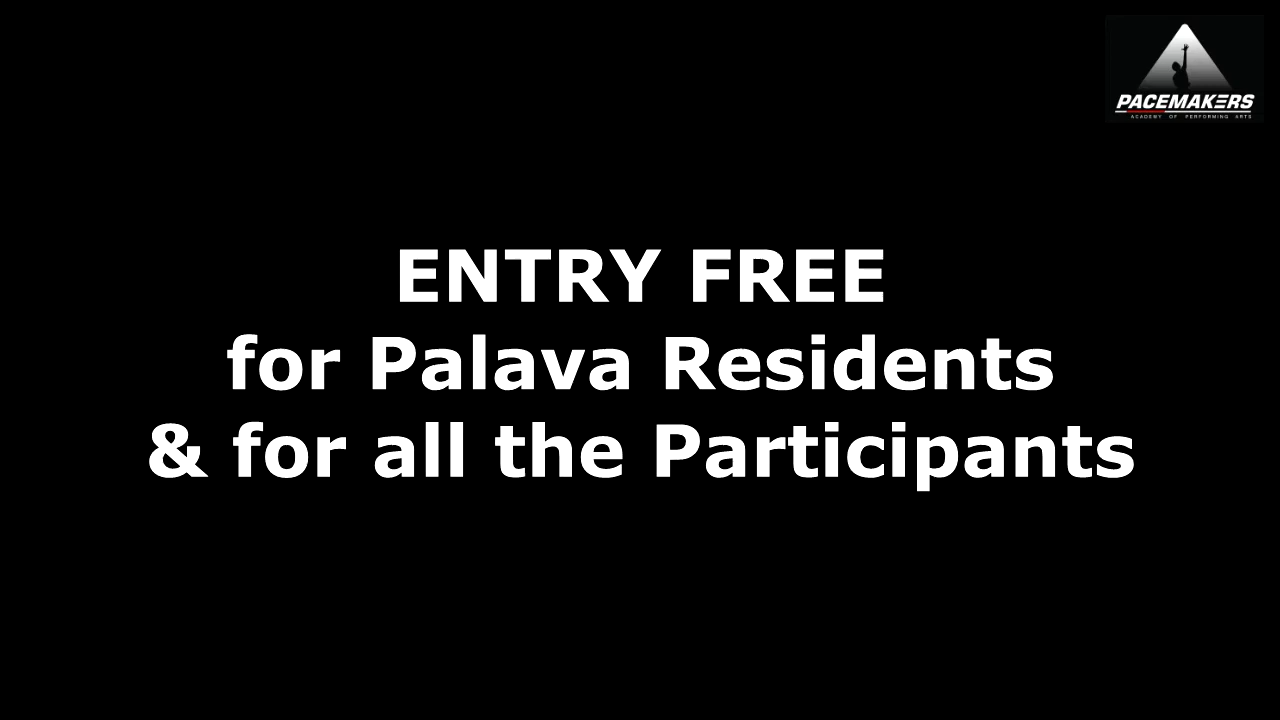 PACEMAKERS
ACADEMY OF PERFORMING ARTS
ENTRY FREE
for Palava Residents
& for all the Participants